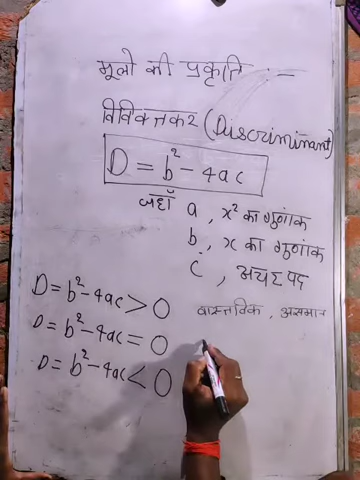 मूलो की प्रकृति :-
विविक्तकर (Discriminant)
D = b² - 4ac
जहाँ a, x² का गुणांक
b, x का गुणांक
c, अचर पद
D = b² - 4ac > 0 वास्तविक, असमान
D = b² - 4ac = 0
D = b² - 4ac < 0